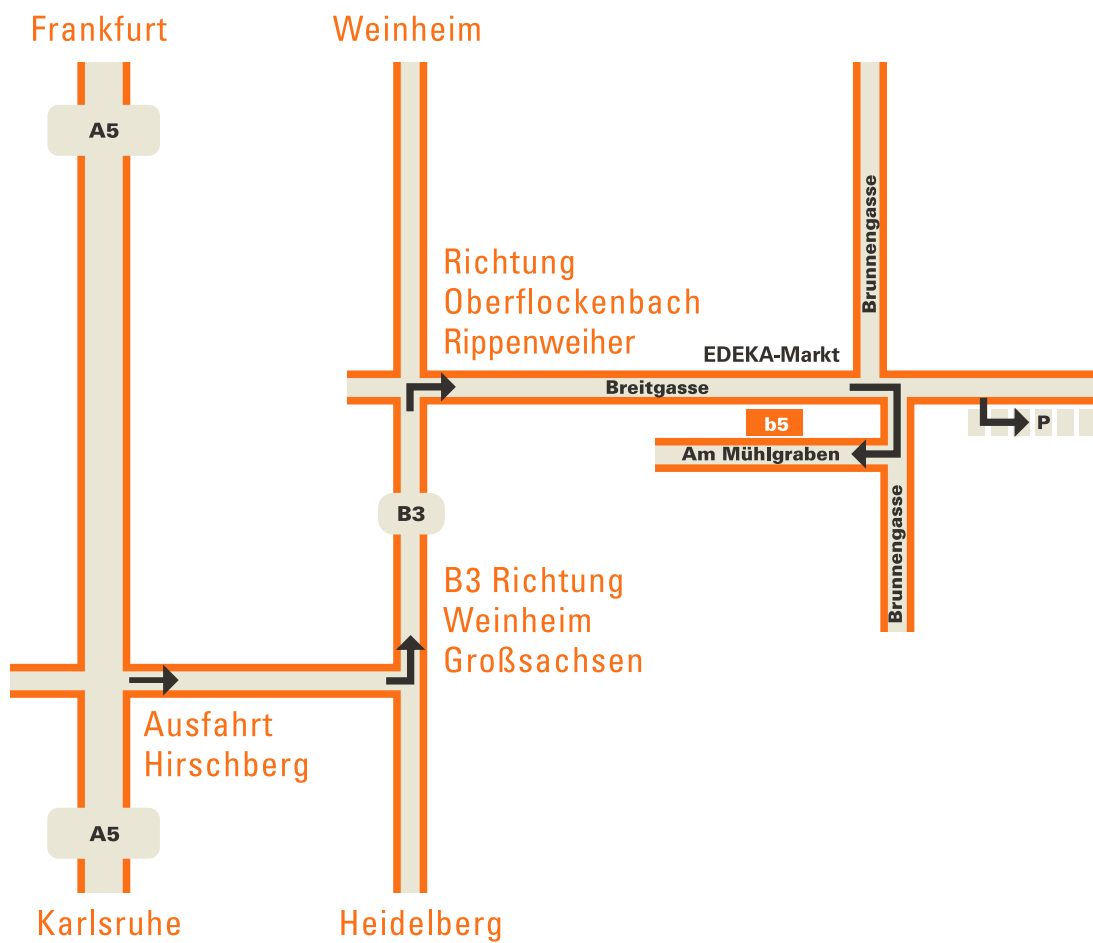 Frankfurt
Weinheim
A5
Brunnengasse
Richtung
Oberflockenbach
Rippenweiher
EDEKA-Markt
Breitgasse
b5
P
Am Mühlgraben
B3
Brunnengasse
B3 Richtung
Weinheim
Großsachsen
Ausfahrt
Hirschberg
A5
Karlsruhe
Heidelberg